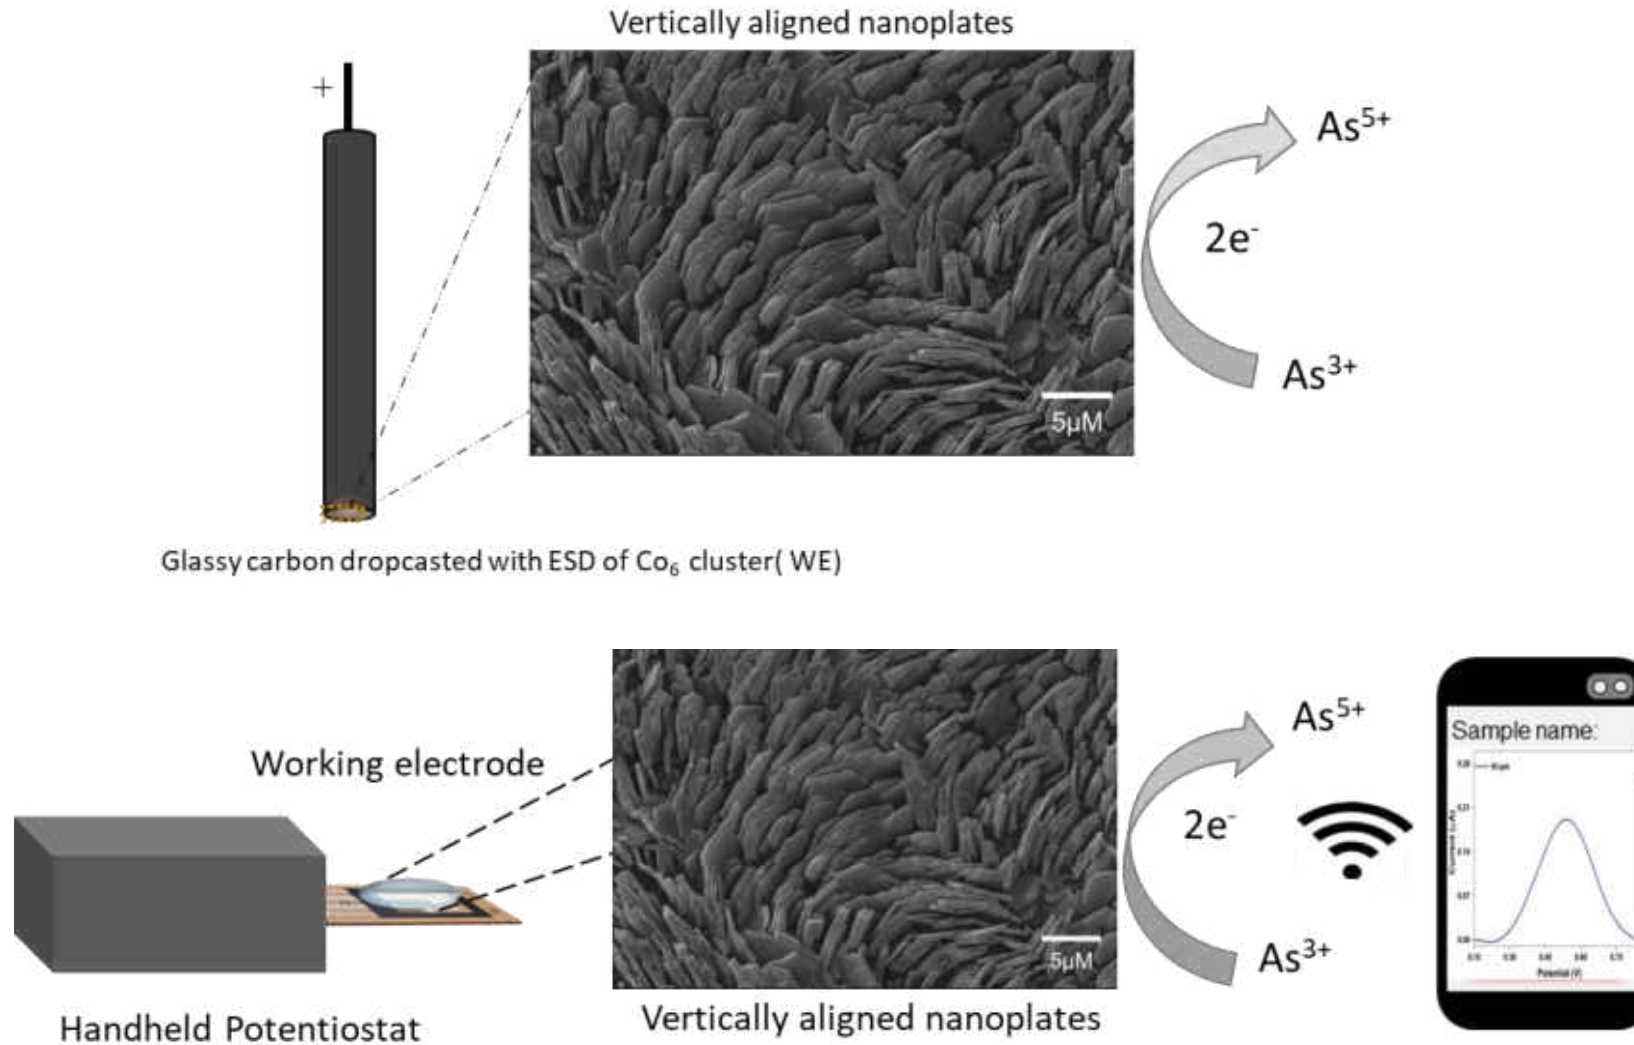 Vertically aligned nanoplates
+
As⁵⁺
2e⁻
As³⁺
5µM
Glassy carbon dropcasted with ESD of Co₆ cluster( WE)
Working electrode
As⁵⁺
2e⁻
As³⁺
5µM
Sample name:
Potential (V)
Handheld Potentiostat
Vertically aligned nanoplates